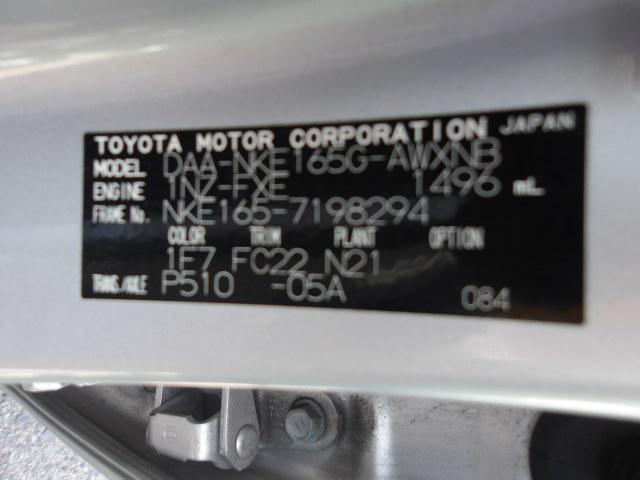 TOYOTA MOTOR CORPORATION JAPAN
MODEL DAA-NKE165G-AWXNB
ENGINE 1NZ-FXE 1496 mL
FRAME No. NKE165-7198294
COLOR TRIM PLANT OPTION
1F7 FC22 N21
TRANS/AXLE P510 -05A 084